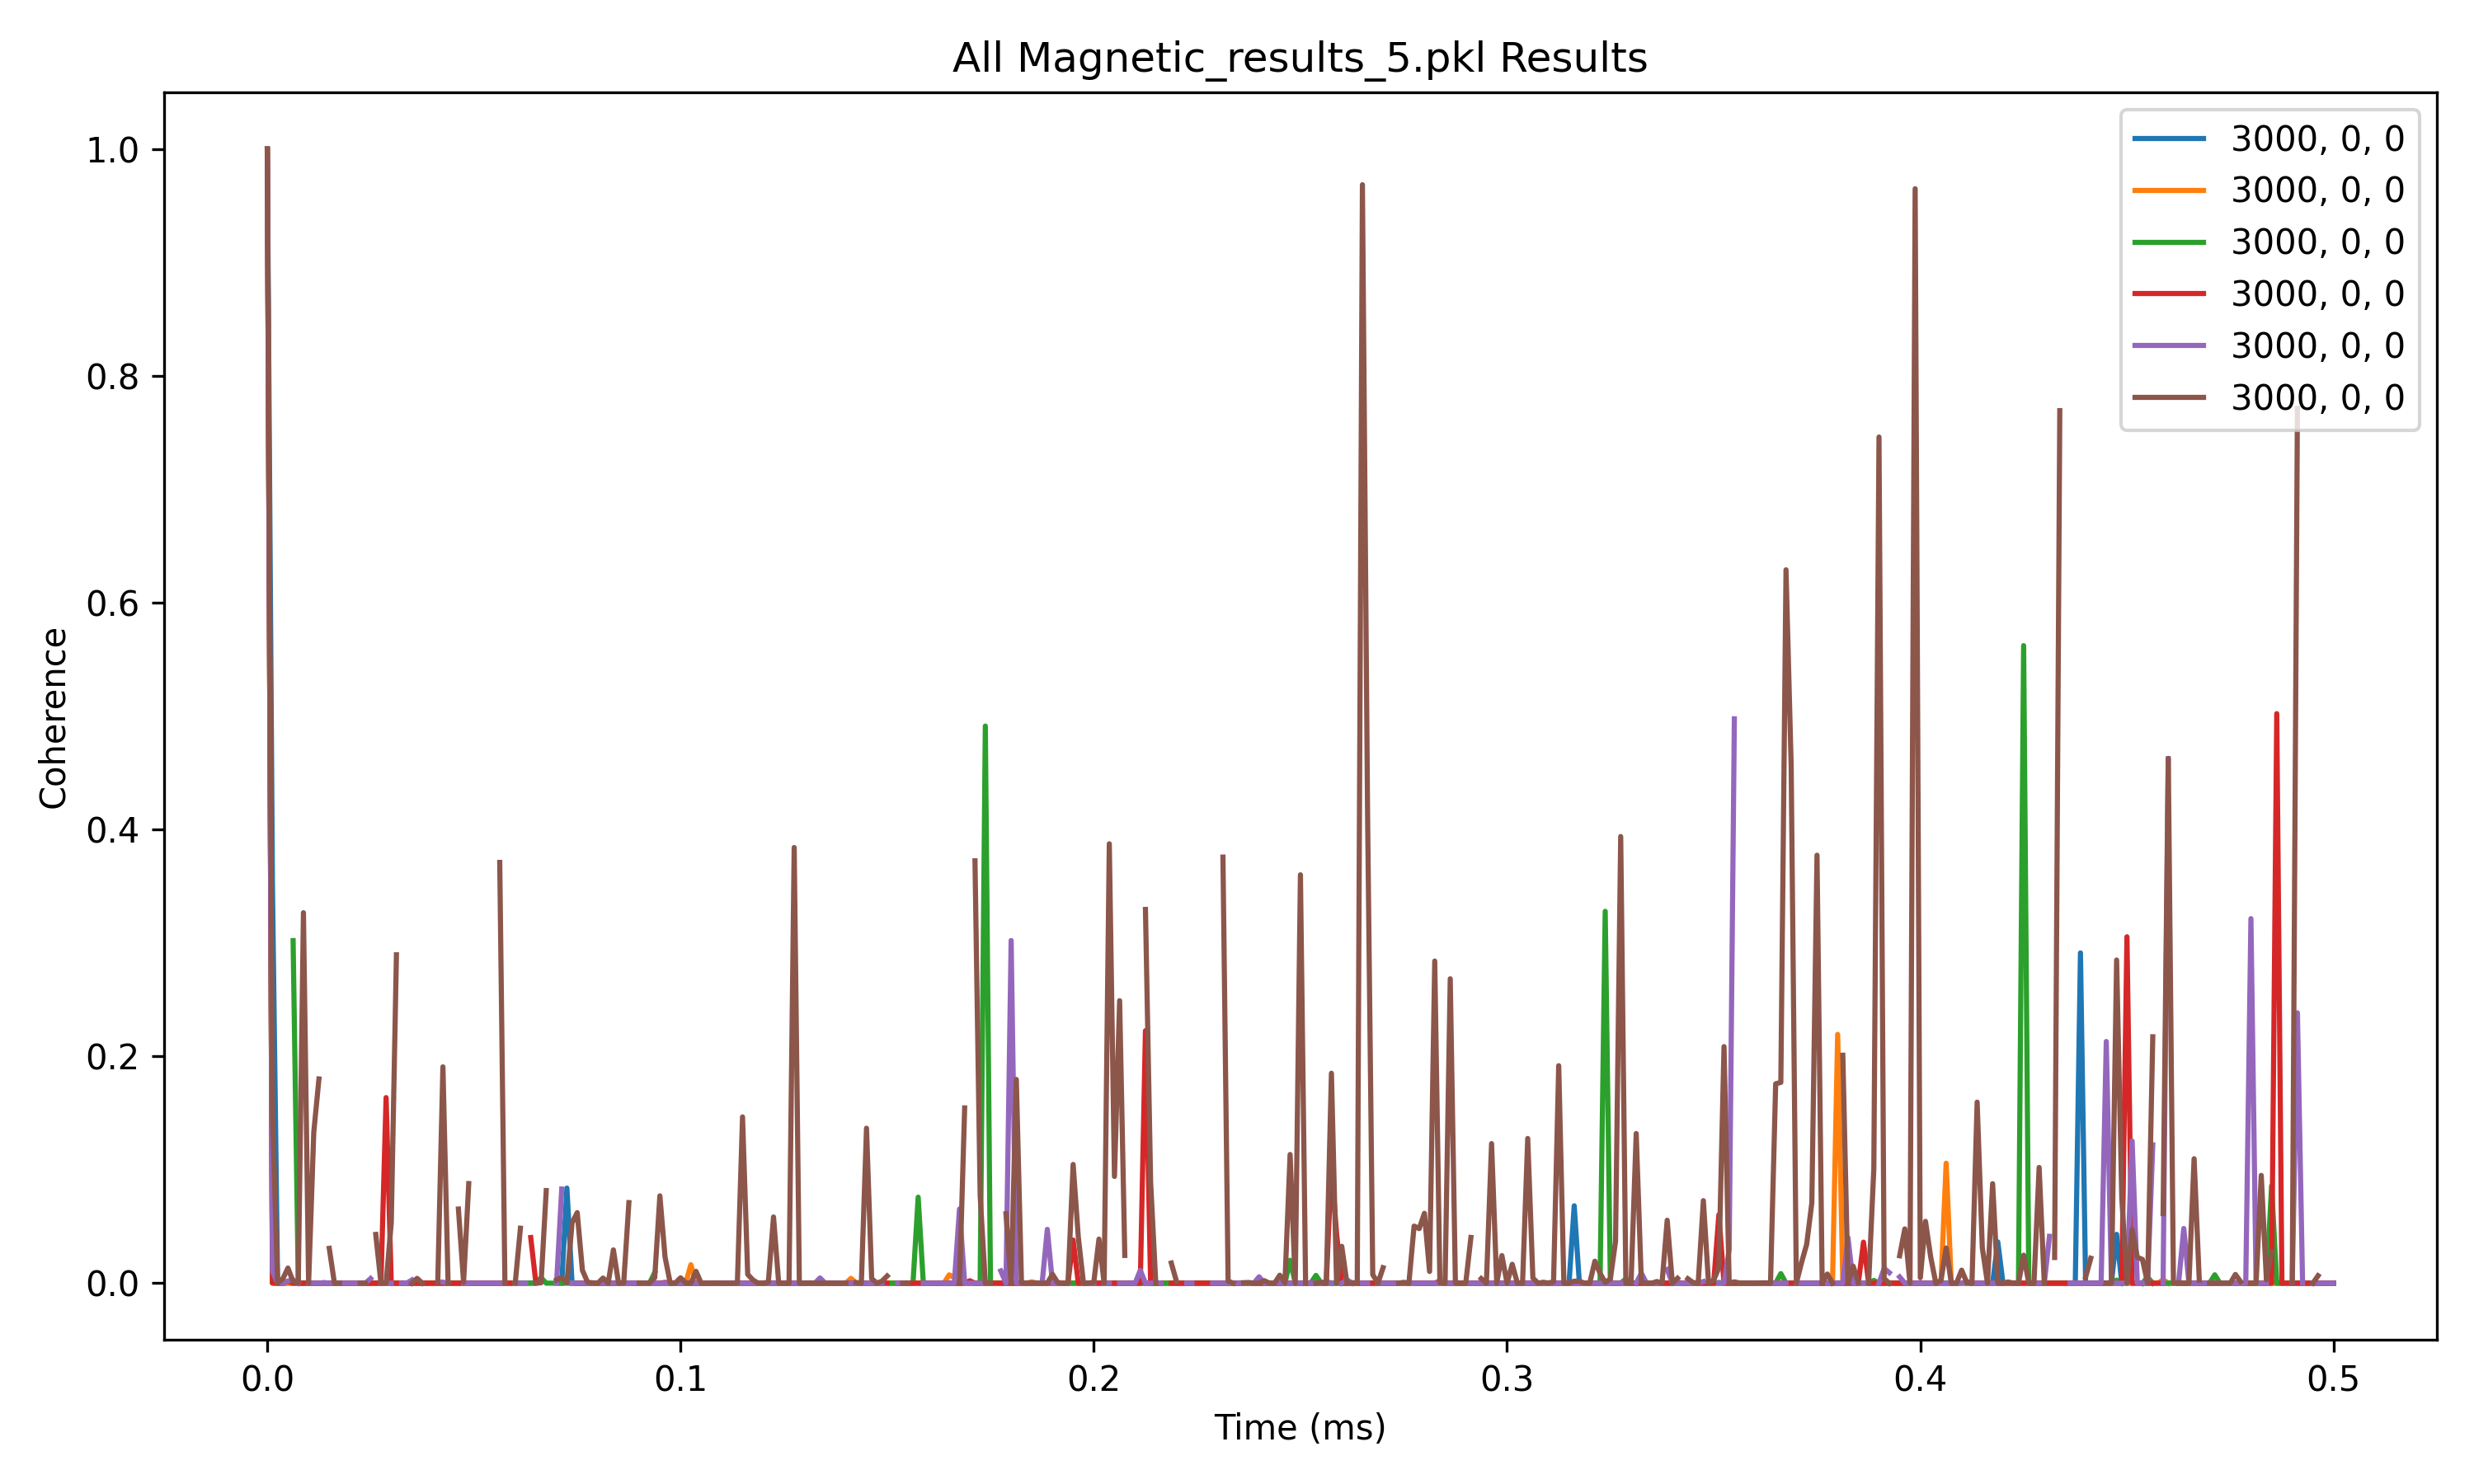 All Magnetic_results_5.pkl Results
3000, 0, 0
3000, 0, 0
3000, 0, 0
3000, 0, 0
3000, 0, 0
3000, 0, 0
Coherence
1.0
0.8
0.6
0.4
0.2
0.0
0.0 0.1 0.2 0.3 0.4 0.5
Time (ms)